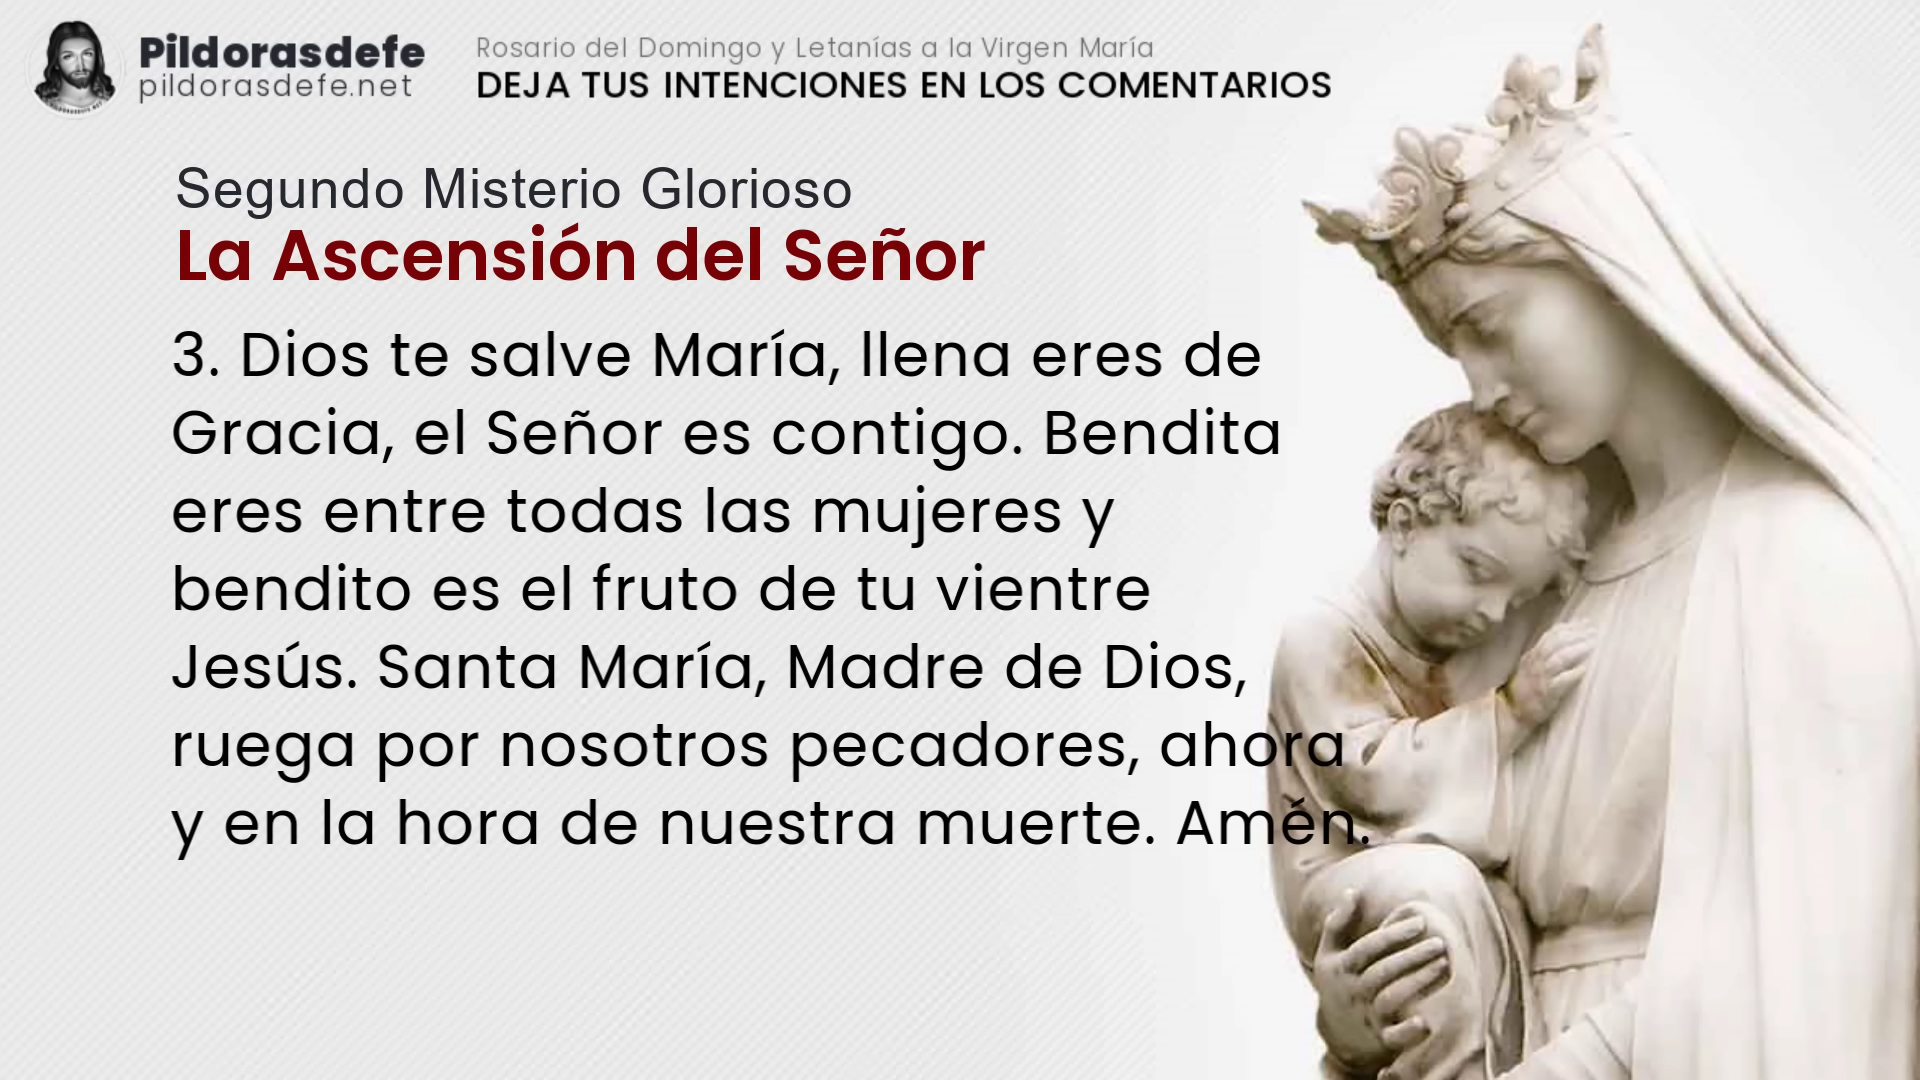 Pildorasdefe
pildorasdefe.net
Rosario del Domingo y Letanías a la Virgen María
DEJA TUS INTENCIONES EN LOS COMENTARIOS
Segundo Misterio Glorioso
La Ascensión del Señor
3. Dios te salve María, llena eres de
Gracia, el Señor es contigo. Bendita
eres entre todas las mujeres y
bendito es el fruto de tu vientre
Jesús. Santa María, Madre de Dios,
ruega por nosotros pecadores, ahora
y en la hora de nuestra muerte. Amén.